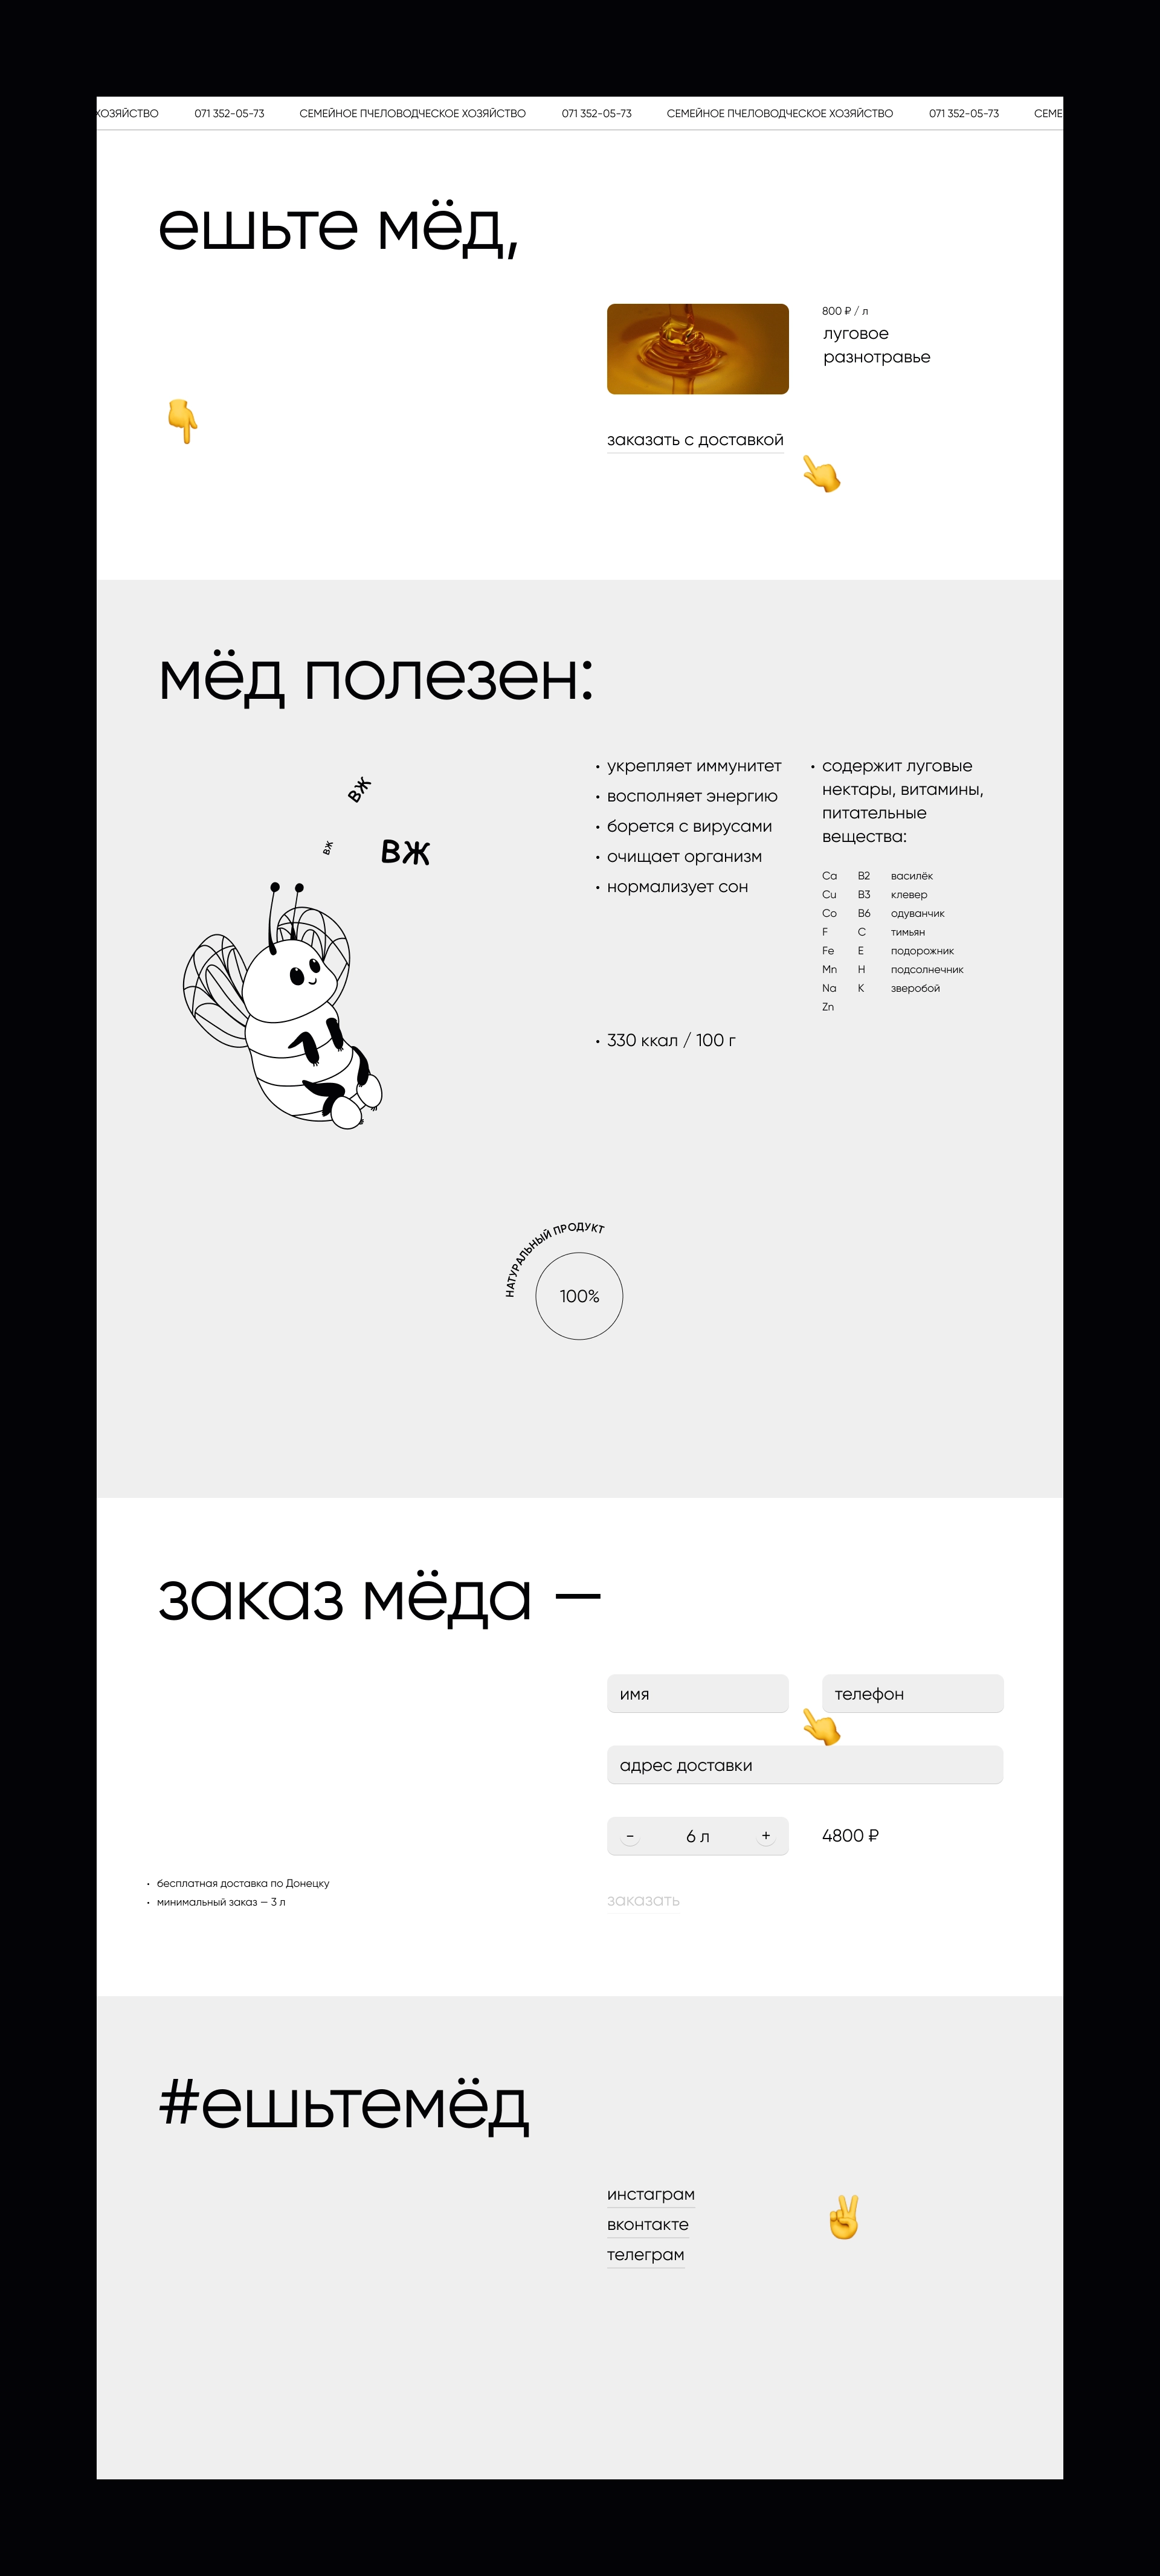 ХОЗЯЙСТВО 071 352-05-73 СЕМЕЙНОЕ ПЧЕЛОВОДЧЕСКОЕ ХОЗЯЙСТВО 071 352-05-73 СЕМЕЙНОЕ ПЧЕЛОВОДЧЕСКОЕ ХОЗЯЙСТВО 071 352-05-73 СЕМЕ
ешьте мёд,
800 ₽ / л
луговое
разнотравье
заказать с доставкой
мёд полезен:
вж
вж
вж
• укрепляет иммунитет
• восполняет энергию
• борется с вирусами
• очищает организм
• нормализует сон
• 330 ккал / 100 г
• содержит луговые
нектары, витамины,
питательные
вещества:
Ca B2 василёк
Cu B3 клевер
Co B6 одуванчик
F C тимьян
Fe E подорожник
Mn H подсолнечник
Na K зверобой
Zn
НАТУРАЛЬНЫЙ ПРОДУКТ
100%
заказ мёда —
имя
телефон
адрес доставки
- 6 л +
4800 ₽
• бесплатная доставка по Донецку
• минимальный заказ — 3 л
заказать
#ешьтемёд
инстаграм
вконтакте
телеграм